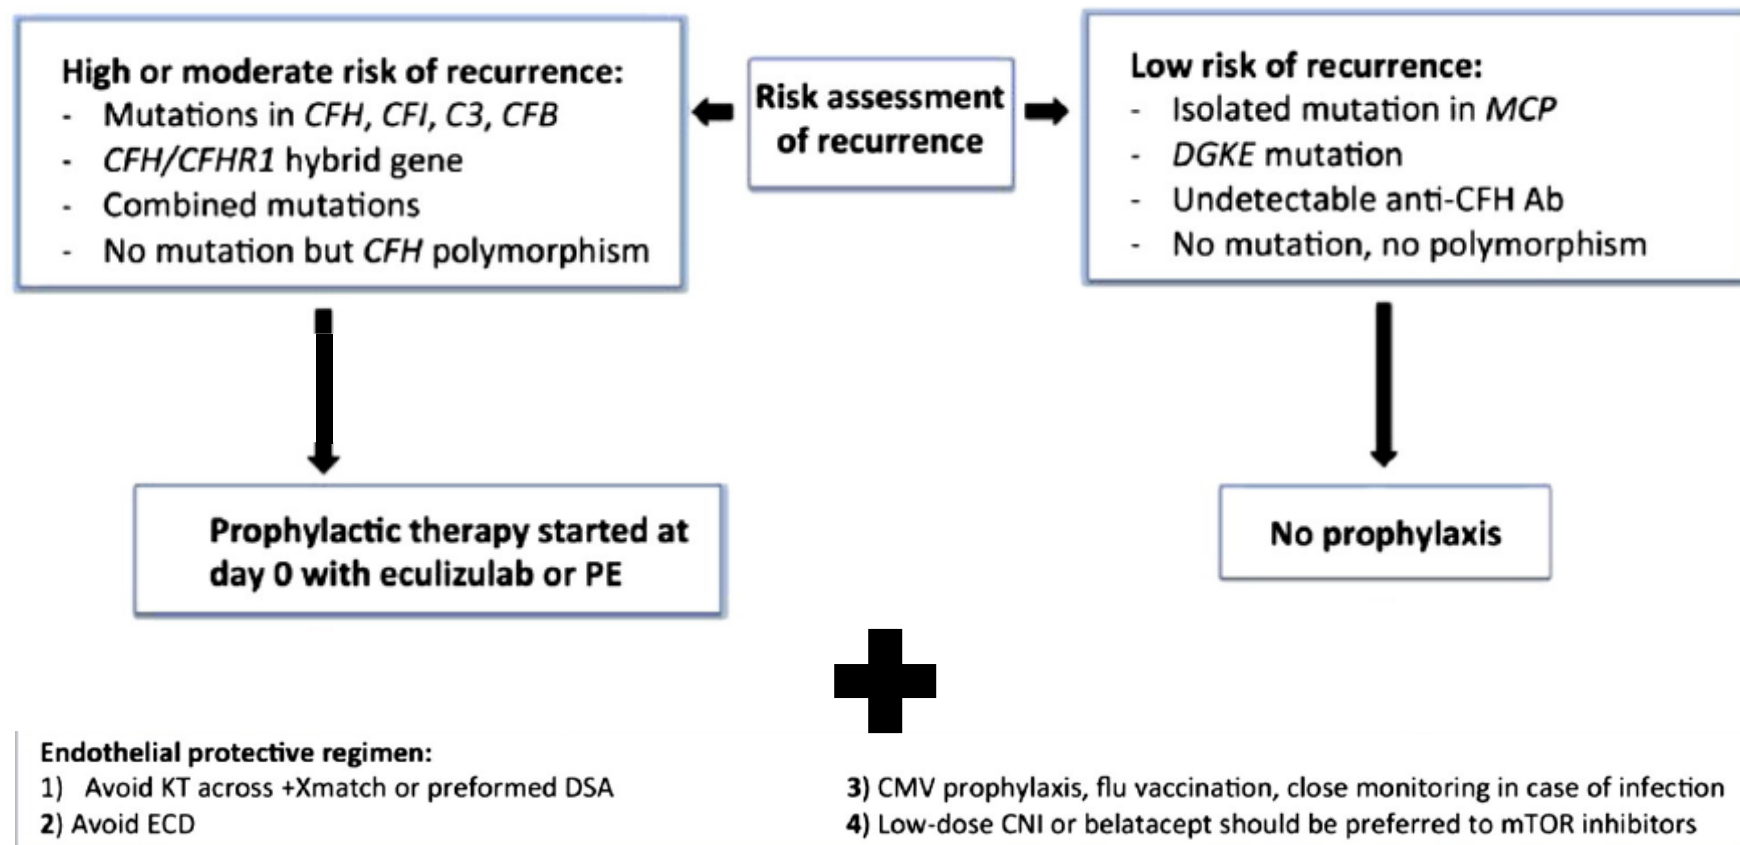 High or moderate risk of recurrence:
- Mutations in CFH, CFI, C3, CFB
- CFH/CFHR1 hybrid gene
- Combined mutations
- No mutation but CFH polymorphism
Risk assessment
of recurrence
Low risk of recurrence:
- Isolated mutation in MCP
- DGKE mutation
- Undetectable anti-CFH Ab
- No mutation, no polymorphism
Prophylactic therapy started at
day 0 with eculizulab or PE
No prophylaxis
Endothelial protective regimen:
1) Avoid KT across +Xmatch or preformed DSA
2) Avoid ECD
3) CMV prophylaxis, flu vaccination, close monitoring in case of infection
4) Low-dose CNI or belatacept should be preferred to mTOR inhibitors